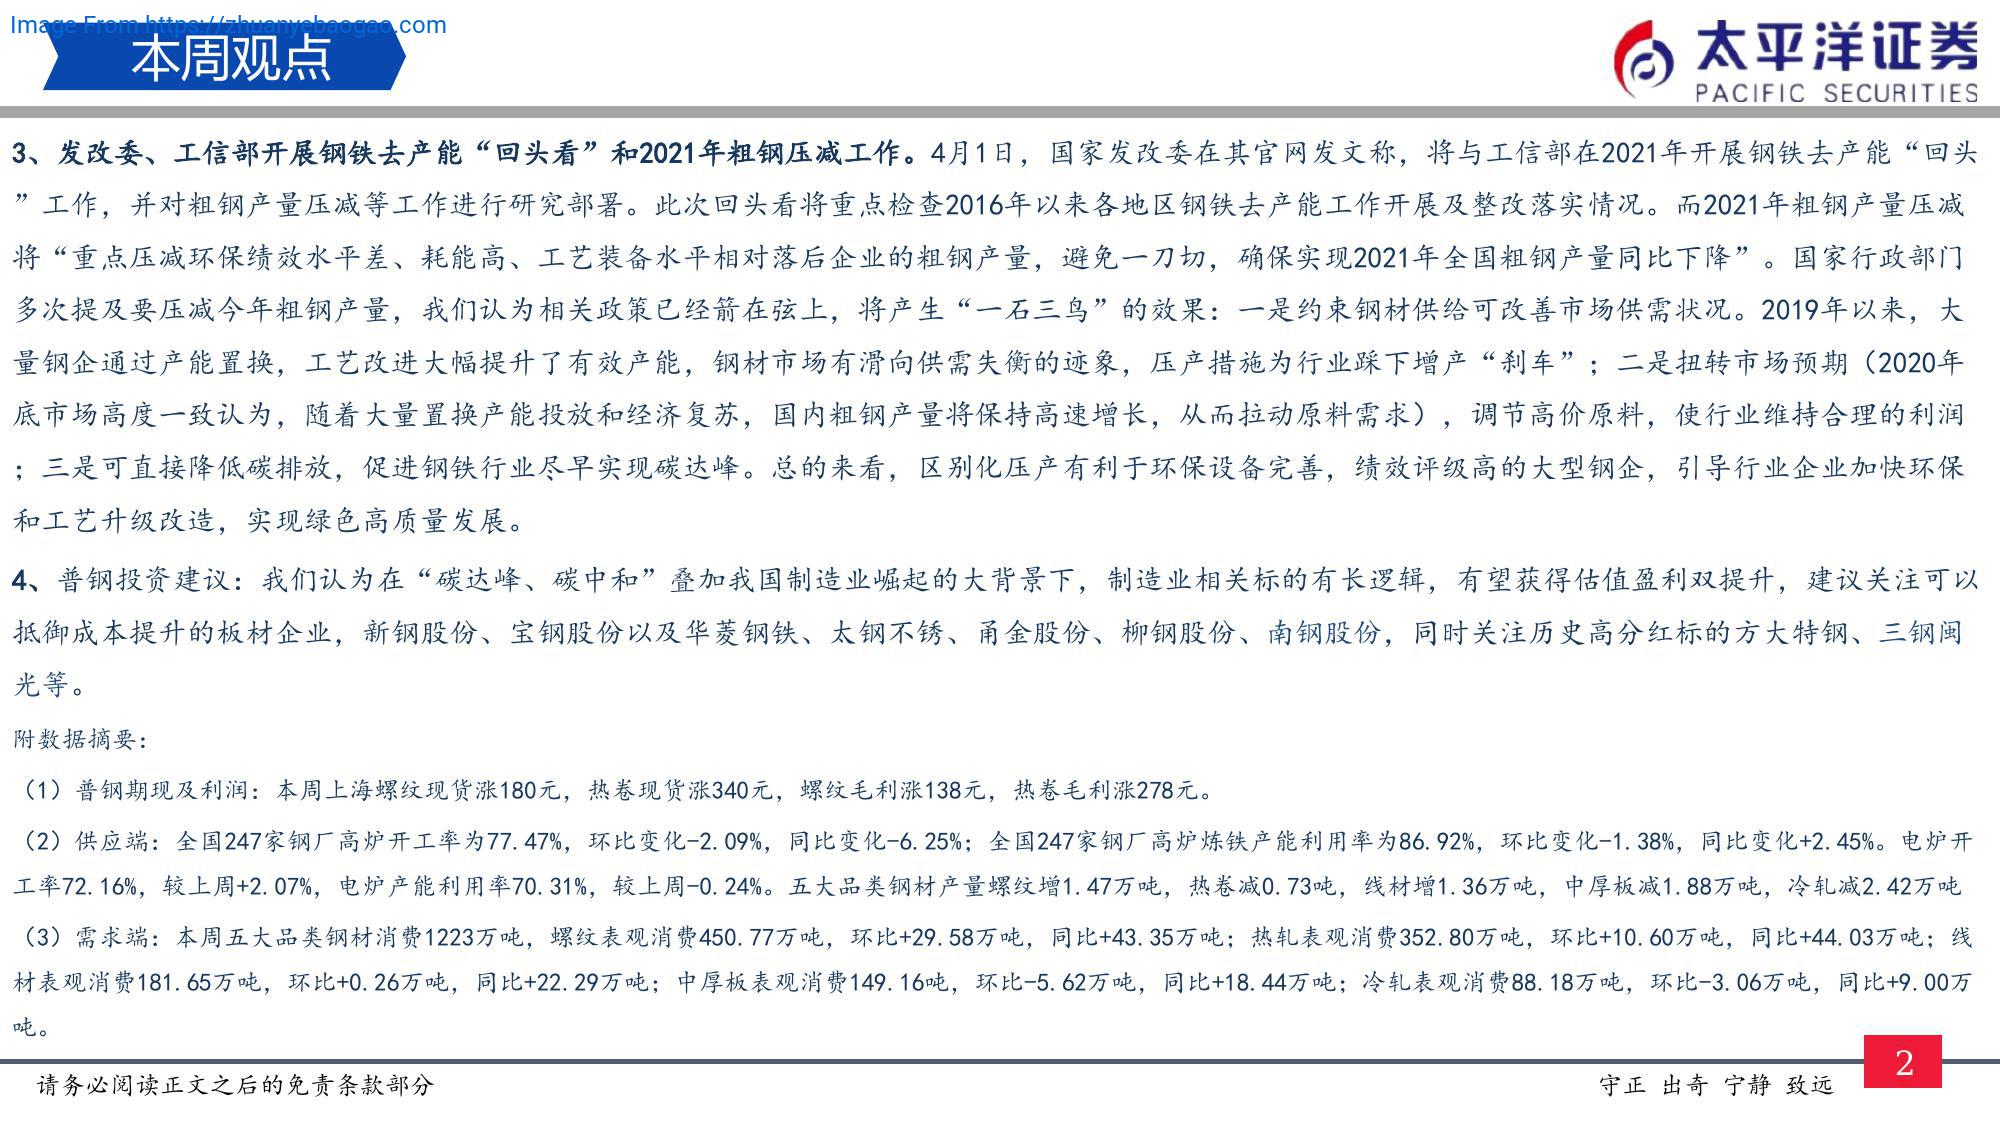 Image From https://zhuanyebaogao.com
本周观点
太平洋证券
PACIFIC SECURITIES
3、发改委、工信部开展钢铁去产能“回头看”和2021年粗钢压减工作。4月1日，国家发改委在其官网发文称，将与工信部在2021年开展钢铁去产能“回头
”工作，并对粗钢产量压减等工作进行研究部署。此次回头看将重点检查2016年以来各地区钢铁去产能工作开展及整改落实情况。而2021年粗钢产量压减
将“重点压减环保绩效水平差、耗能高、工艺装备水平相对落后企业的粗钢产量，避免一刀切，确保实现2021年全国粗钢产量同比下降”。国家行政部门
多次提及要压减今年粗钢产量，我们认为相关政策已经箭在弦上，将产生“一石三鸟”的效果：一是约束钢材供给可改善市场供需状况。2019年以来，大
量钢企通过产能置换，工艺改进大幅提升了有效产能，钢材市场有滑向供需失衡的迹象，压产措施为行业踩下增产“刹车”；二是扭转市场预期（2020年
底市场高度一致认为，随着大量置换产能投放和经济复苏，国内粗钢产量将保持高速增长，从而拉动原料需求），调节高价原料，使行业维持合理的利润
；三是可直接降低碳排放，促进钢铁行业尽早实现碳达峰。总的来看，区别化压产有利于环保设备完善，绩效评级高的大型钢企，引导行业企业加快环保
和工艺升级改造，实现绿色高质量发展。
4、普钢投资建议：我们认为在“碳达峰、碳中和”叠加我国制造业崛起的大背景下，制造业相关标的有长逻辑，有望获得估值盈利双提升，建议关注可以
抵御成本提升的板材企业，新钢股份、宝钢股份以及华菱钢铁、太钢不锈、甬金股份、柳钢股份、南钢股份，同时关注历史高分红标的方大特钢、三钢闽
光等。
附数据摘要：
（1）普钢期现及利润：本周上海螺纹现货涨180元，热卷现货涨340元，螺纹毛利涨138元，热卷毛利涨278元。
（2）供应端：全国247家钢厂高炉开工率为77.47%，环比变化-2.09%，同比变化-6.25%；全国247家钢厂高炉炼铁产能利用率为86.92%，环比变化-1.38%，同比变化+2.45%。电炉开
工率72.16%，较上周+2.07%，电炉产能利用率70.31%，较上周-0.24%。五大品类钢材产量螺纹增1.47万吨，热卷减0.73吨，线材增1.36万吨，中厚板减1.88万吨，冷轧减2.42万吨
（3）需求端：本周五大品类钢材消费1223万吨，螺纹表观消费450.77万吨，环比+29.58万吨，同比+43.35万吨；热轧表观消费352.80万吨，环比+10.60万吨，同比+44.03万吨；线
材表观消费181.65万吨，环比+0.26万吨，同比+22.29万吨；中厚板表观消费149.16吨，环比-5.62万吨，同比+18.44万吨；冷轧表观消费88.18万吨，环比-3.06万吨，同比+9.00万
吨。
请务必阅读正文之后的免责条款部分
守正 出奇 宁静 致远
2